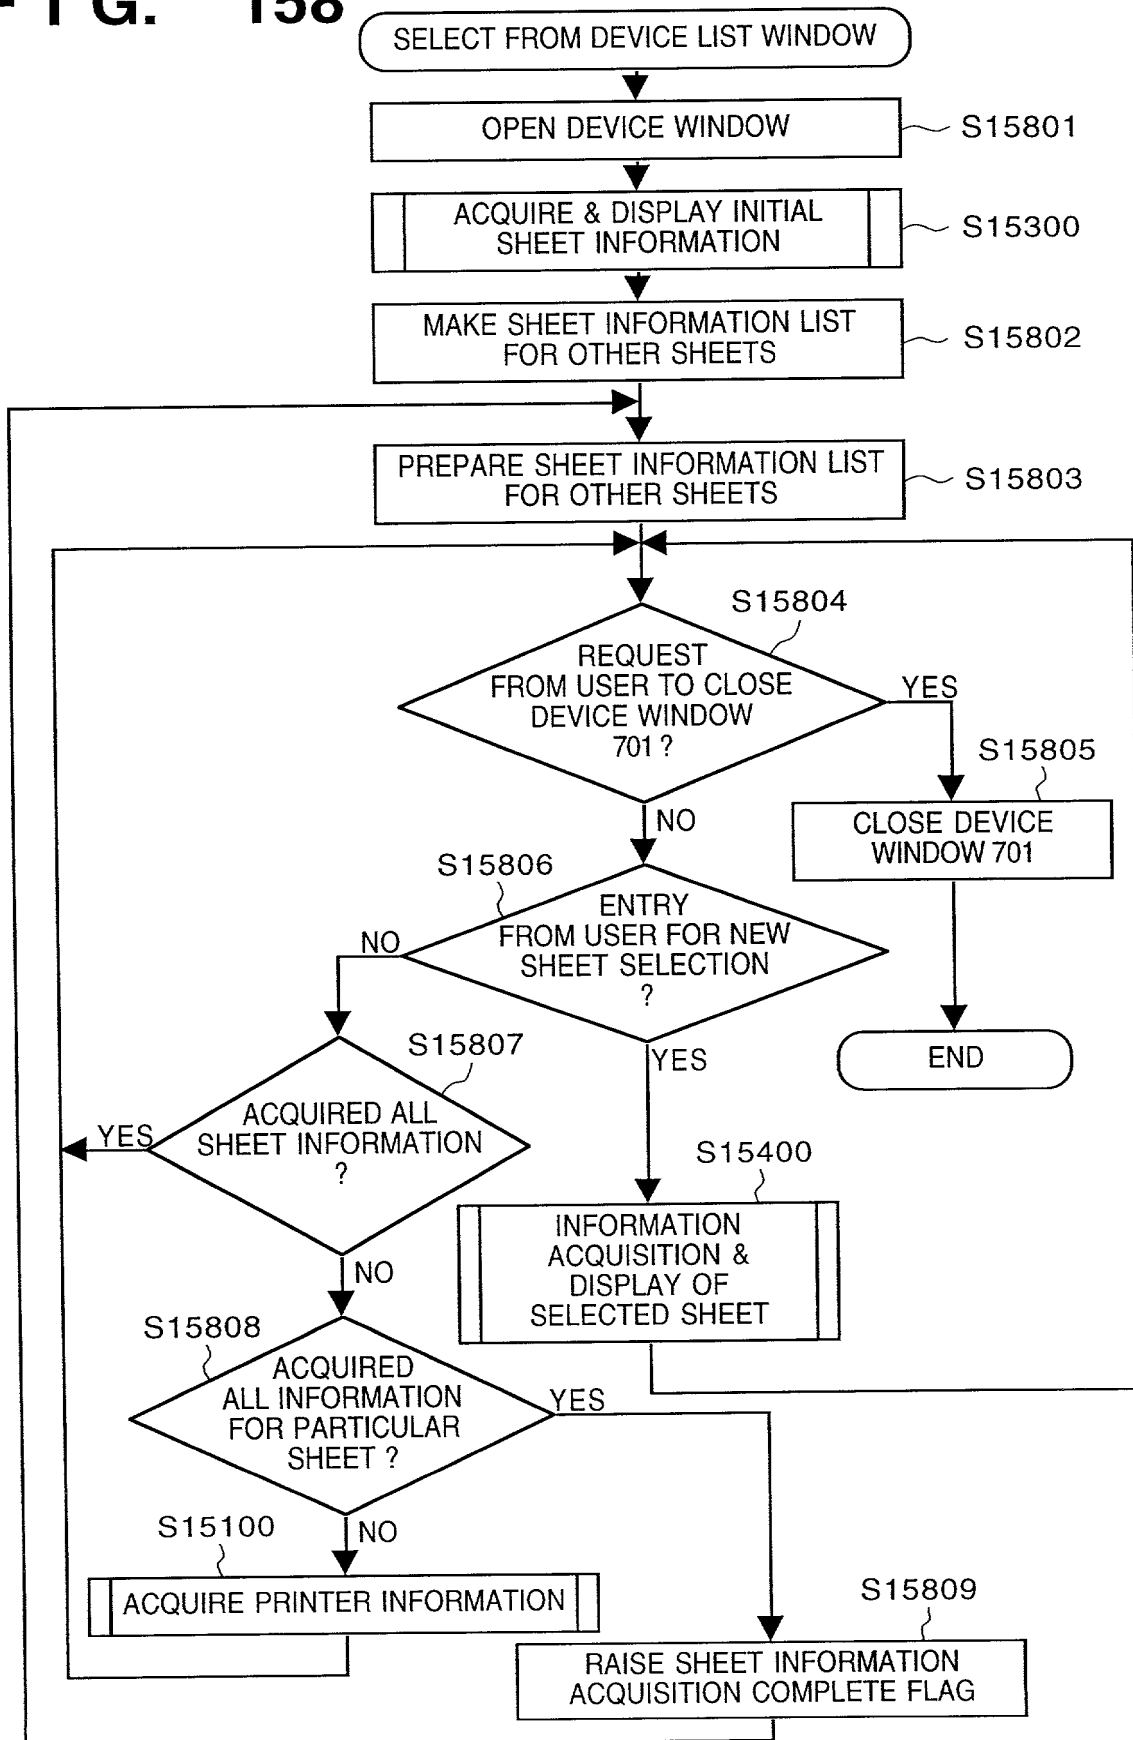 FIG. 158
SELECT FROM DEVICE LIST WINDOW
OPEN DEVICE WINDOW
S15801
ACQUIRE & DISPLAY INITIAL
SHEET INFORMATION
S15300
MAKE SHEET INFORMATION LIST
FOR OTHER SHEETS
S15802
PREPARE SHEET INFORMATION LIST
FOR OTHER SHEETS
S15803
S15804
REQUEST
FROM USER TO CLOSE
DEVICE WINDOW
701 ?
YES
NO
S15805
CLOSE DEVICE
WINDOW 701
END
S15806
ENTRY
FROM USER FOR NEW
SHEET SELECTION
?
NO
YES
S15807
ACQUIRED ALL
SHEET INFORMATION
?
YES
NO
S15400
INFORMATION
ACQUISITION &
DISPLAY OF
SELECTED SHEET
S15808
ACQUIRED
ALL INFORMATION
FOR PARTICULAR
SHEET ?
YES
NO
S15100
ACQUIRE PRINTER INFORMATION
S15809
RAISE SHEET INFORMATION
ACQUISITION COMPLETE FLAG